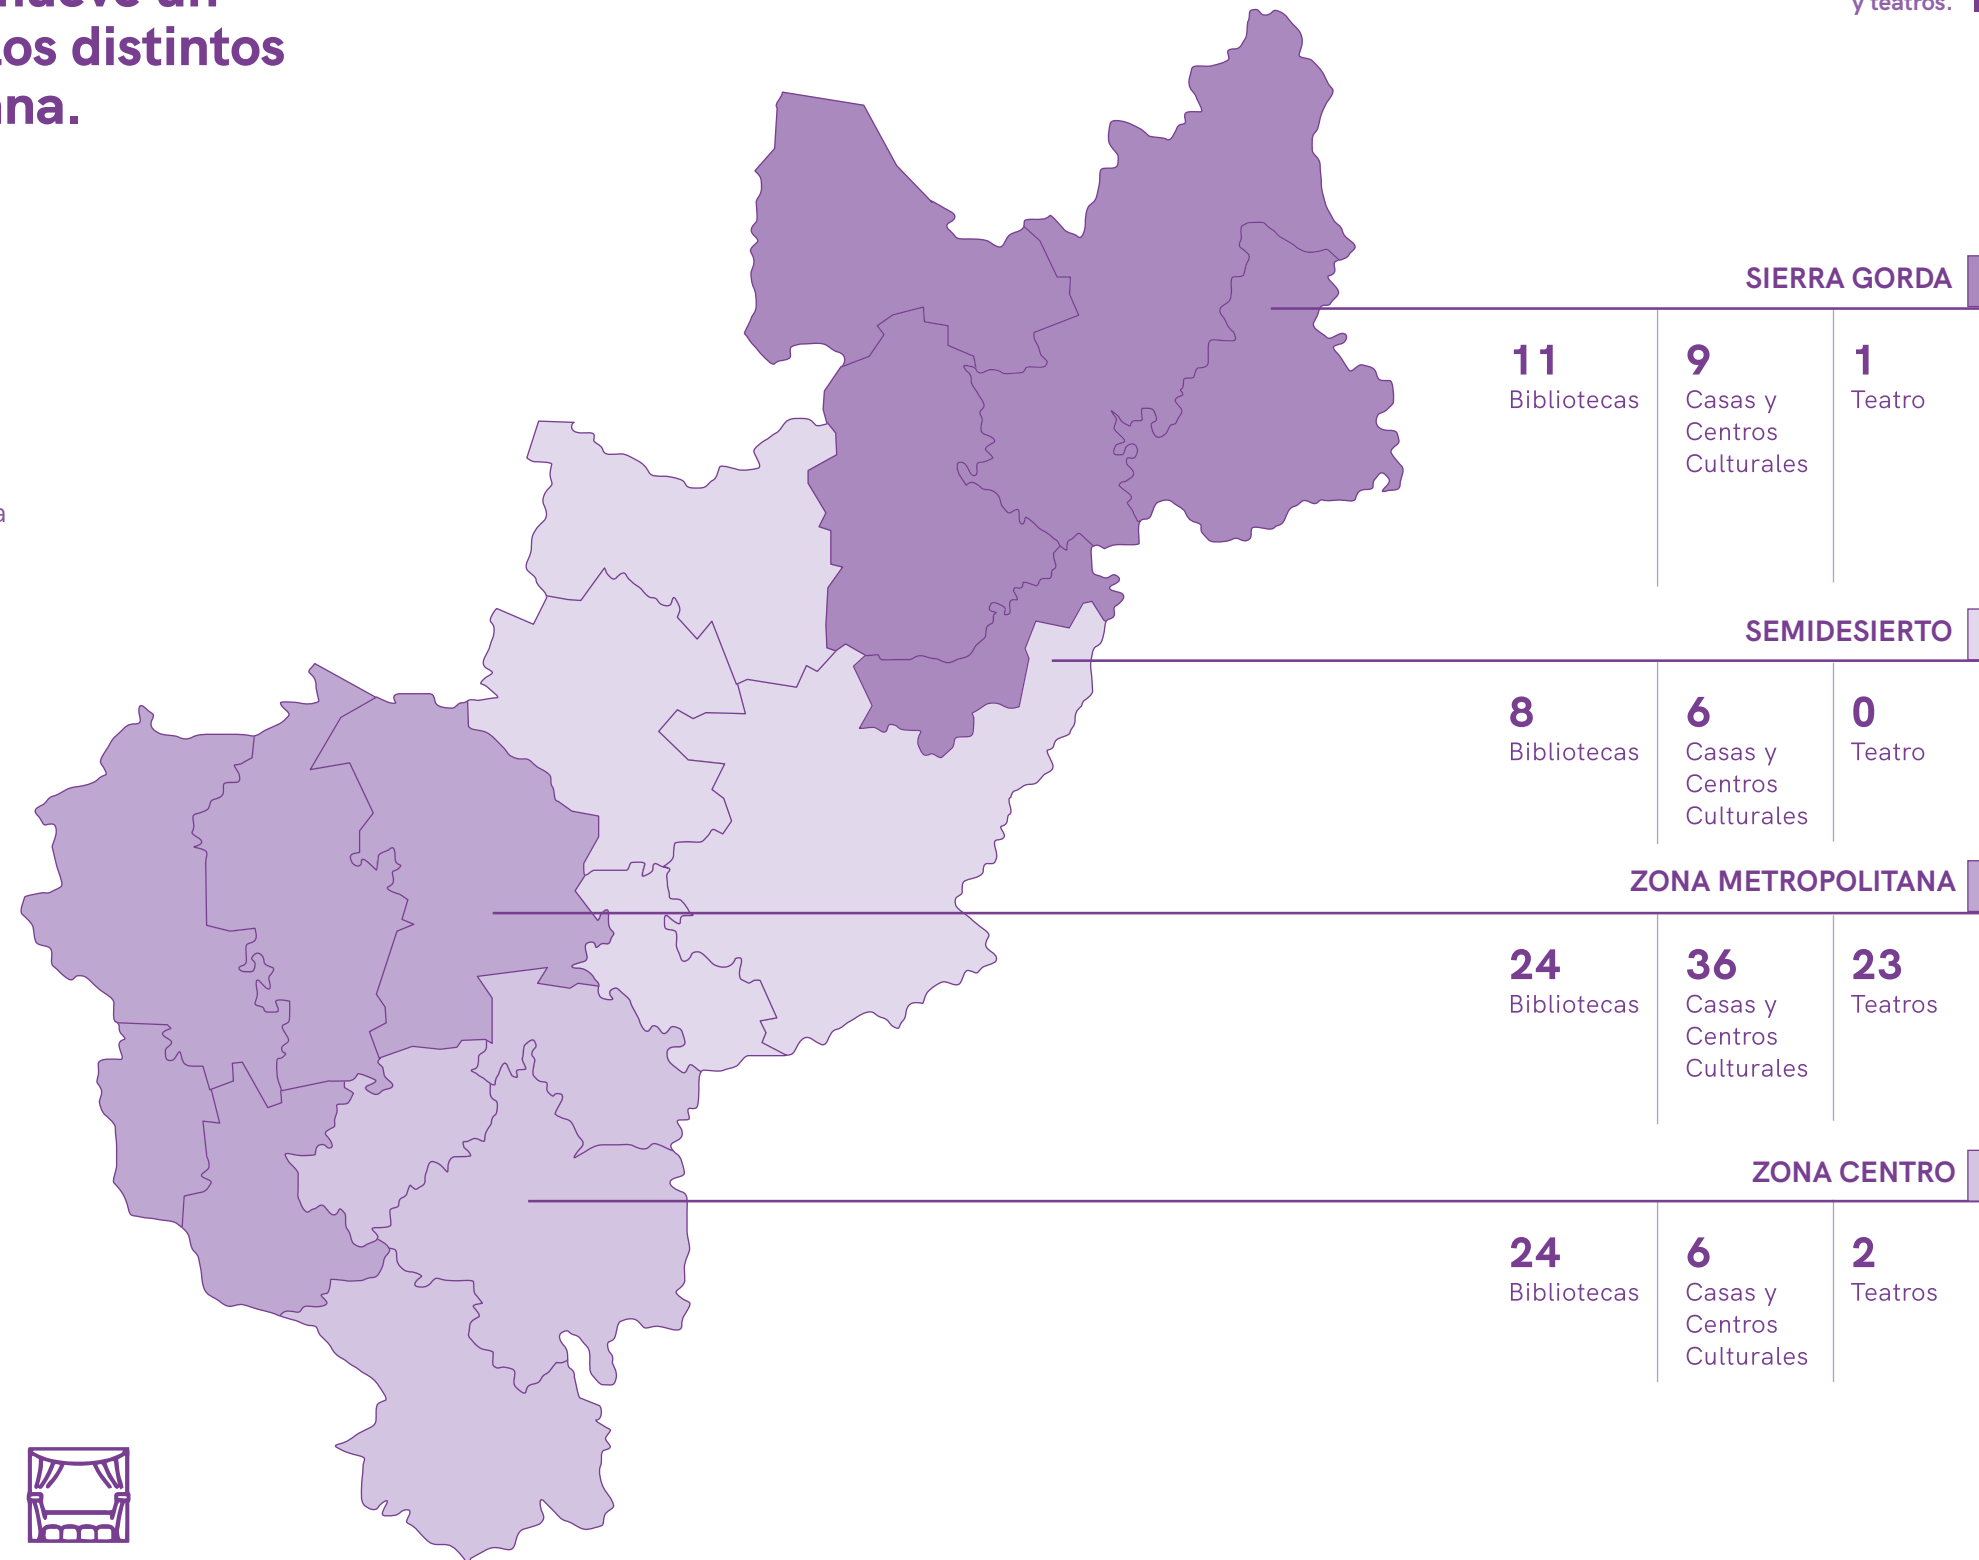 los distintos
y teatros.
a
SIERRA GORDA
11
Bibliotecas
9
Casas y
Centros
Culturales
1
Teatro
SEMIDESIERTO
8
Bibliotecas
6
Casas y
Centros
Culturales
0
Teatro
ZONA METROPOLITANA
24
Bibliotecas
36
Casas y
Centros
Culturales
23
Teatros
ZONA CENTRO
24
Bibliotecas
6
Casas y
Centros
Culturales
2
Teatros